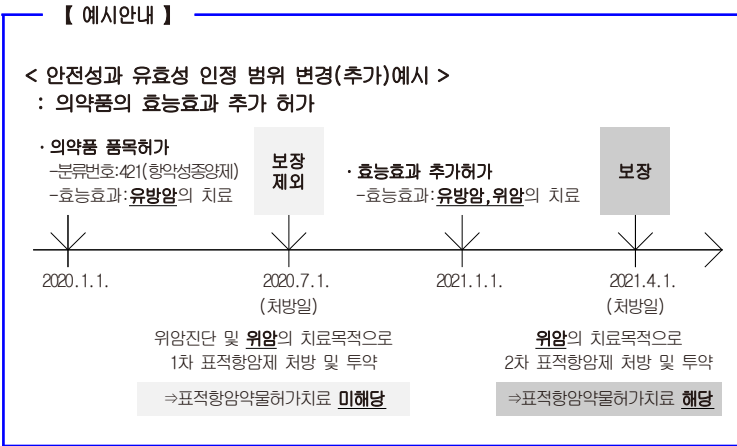 【 예시안내 】
< 안전성과 유효성 인정 범위 변경(추가)예시 >
: 의약품의 효능효과 추가 허가
· 의약품 품목허가
-분류번호:421(항악성종양제)
-효능효과:유방암의 치료
보장
제외
· 효능효과 추가허가
-효능효과:유방암,위암의 치료
보장
2020.1.1.
2020.7.1.
(처방일)
2021.1.1.
2021.4.1.
(처방일)
위암진단 및 위암의 치료목적으로
1차 표적항암제 처방 및 투약
⇒표적항암약물허가치료 미해당
위암의 치료목적으로
2차 표적항암제 처방 및 투약
⇒표적항암약물허가치료 해당